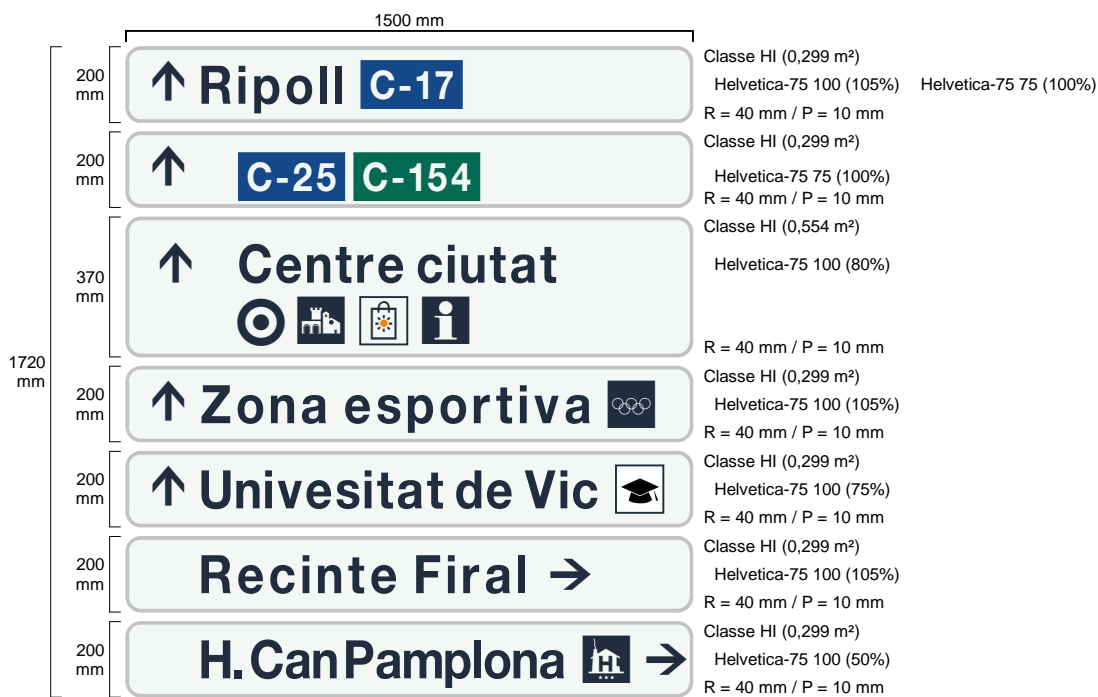 1500 mm
200 mm
Ripoll C-17
Classe HI (0,299 m²)
Helvetica-75 100 (105%) Helvetica-75 75 (100%)
R = 40 mm / P = 10 mm
200 mm
C-25 C-154
Classe HI (0,299 m²)
Helvetica-75 75 (100%)
R = 40 mm / P = 10 mm
1720 mm
370 mm
Centre ciutat
i
Classe HI (0,554 m²)
Helvetica-75 100 (80%)
R = 40 mm / P = 10 mm
200 mm
Zona esportiva
Classe HI (0,299 m²)
Helvetica-75 100 (105%)
R = 40 mm / P = 10 mm
200 mm
Univesitat de Vic
Classe HI (0,299 m²)
Helvetica-75 100 (75%)
R = 40 mm / P = 10 mm
200 mm
Recinte Firal
Classe HI (0,299 m²)
Helvetica-75 100 (105%)
R = 40 mm / P = 10 mm
200 mm
H. Can Pamplona H
Classe HI (0,299 m²)
Helvetica-75 100 (50%)
R = 40 mm / P = 10 mm